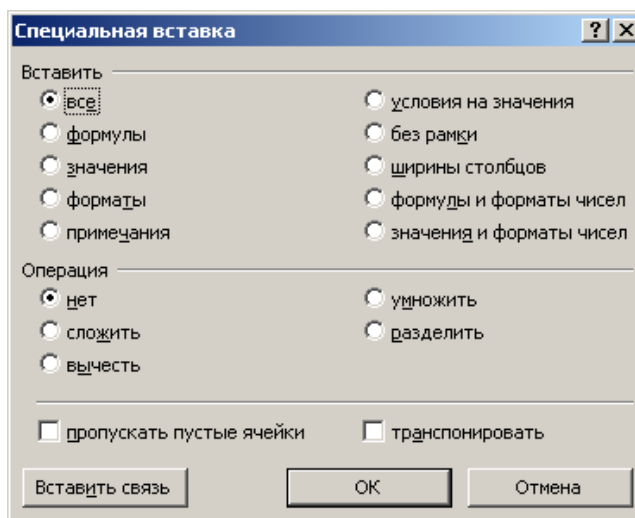 Специальная вставка
Вставить
все
условия на значения
формулы
без рамки
значения
ширины столбцов
форматы
формулы и форматы чисел
примечания
значения и форматы чисел
Операция
нет
умножить
сложить
разделить
вычесть
пропускать пустые ячейки
транспонировать
Вставить связь
ОК
Отмена